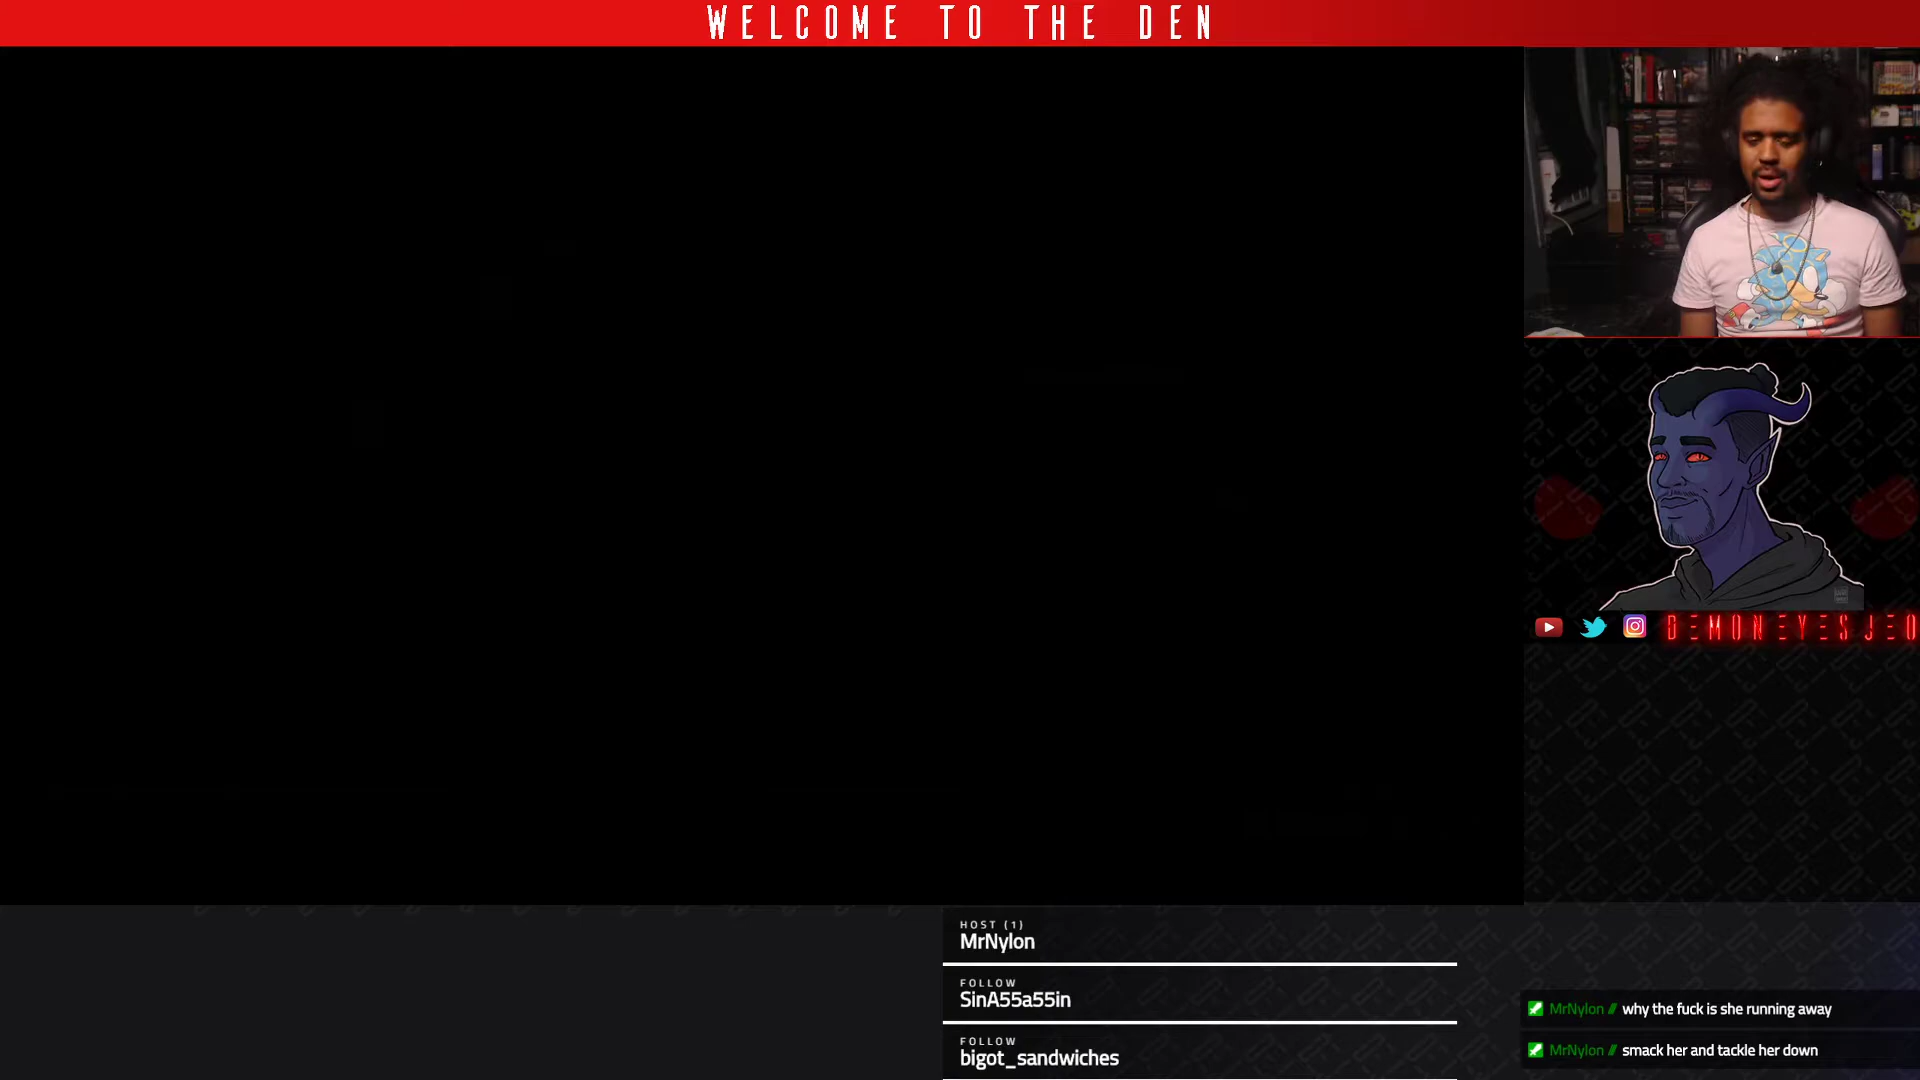 WELCOME TO THE DEN
DEMONEYESJEO
HOST (1)
MrNylon
FOLLOW
SinA55a55in
FOLLOW
bigot_sandwiches
MrNylon // why the fuck is she running away
MrNylon // smack her and tackle her down